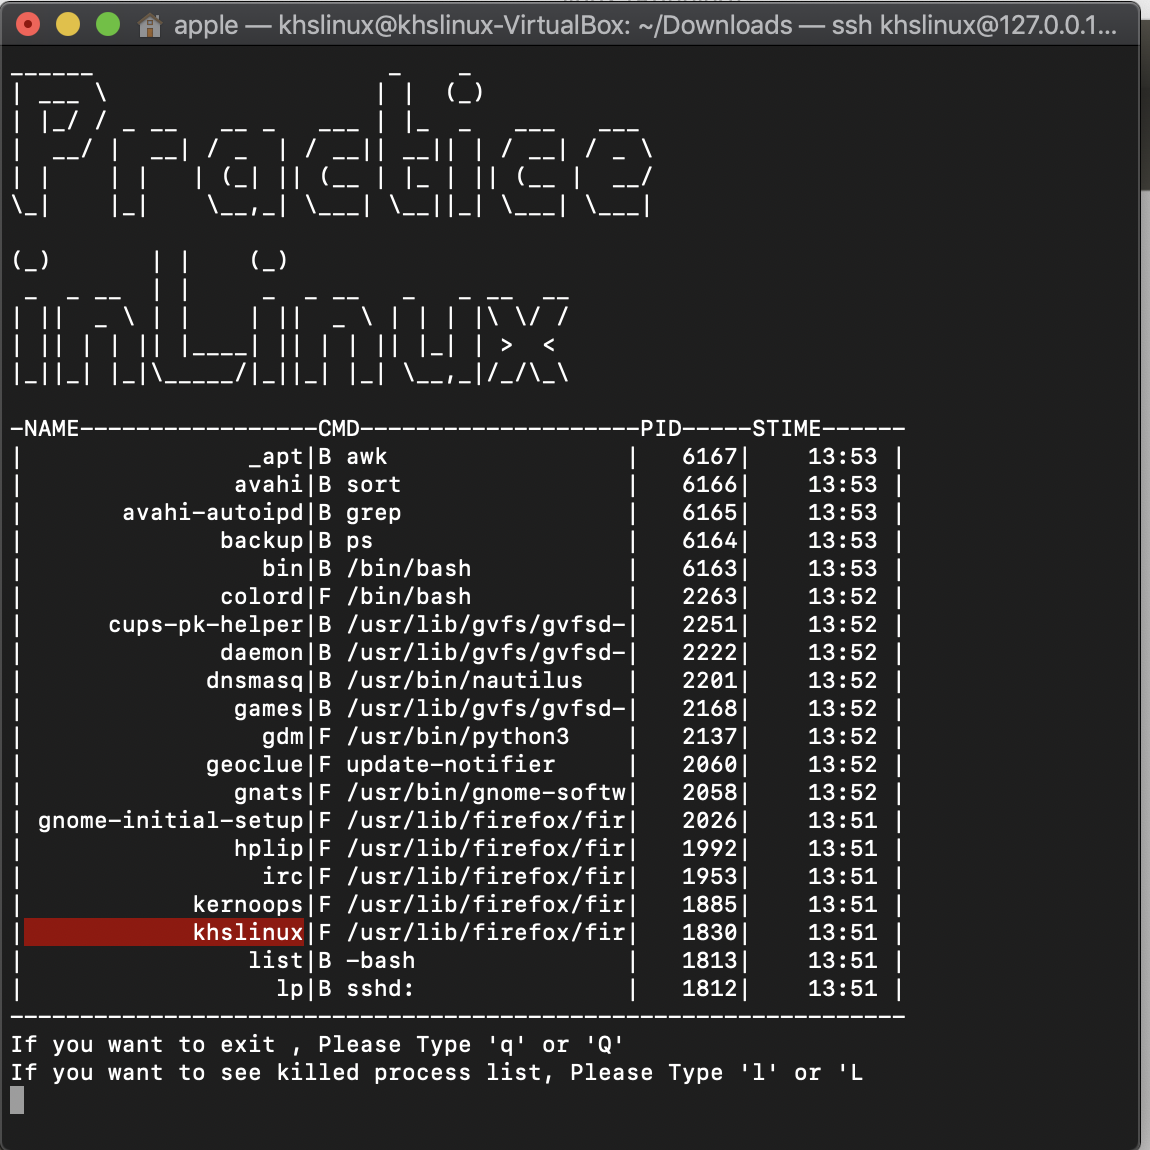 apple — khslinux@khslinux-VirtualBox: ~/Downloads — ssh khslinux@127.0.0.1...
Practice
inLinux
-NAME-----------------CMD--------------------PID-----STIME------
| _apt|B awk | 6167| 13:53 |
| avahi|B sort | 6166| 13:53 |
| avahi-autoipd|B grep | 6165| 13:53 |
| backup|B ps | 6164| 13:53 |
| bin|B /bin/bash | 6163| 13:53 |
| colord|F /bin/bash | 2263| 13:52 |
| cups-pk-helper|B /usr/lib/gvfs/gvfsd-| 2251| 13:52 |
| daemon|B /usr/lib/gvfs/gvfsd-| 2222| 13:52 |
| dnsmasq|B /usr/bin/nautilus | 2201| 13:52 |
| games|B /usr/lib/gvfs/gvfsd-| 2168| 13:52 |
| gdm|F /usr/bin/python3 | 2137| 13:52 |
| geoclue|F update-notifier | 2060| 13:52 |
| gnats|F /usr/bin/gnome-softw| 2058| 13:52 |
| gnome-initial-setup|F /usr/lib/firefox/fir| 2026| 13:51 |
| hplip|F /usr/lib/firefox/fir| 1992| 13:51 |
| irc|F /usr/lib/firefox/fir| 1953| 13:51 |
| kernoops|F /usr/lib/firefox/fir| 1885| 13:51 |
| khslinux|F /usr/lib/firefox/fir| 1830| 13:51 |
| list|B -bash | 1813| 13:51 |
| lp|B sshd: | 1812| 13:51 |
----------------------------------------------------------------
If you want to exit , Please Type 'q' or 'Q'
If you want to see killed process list, Please Type 'l' or 'L